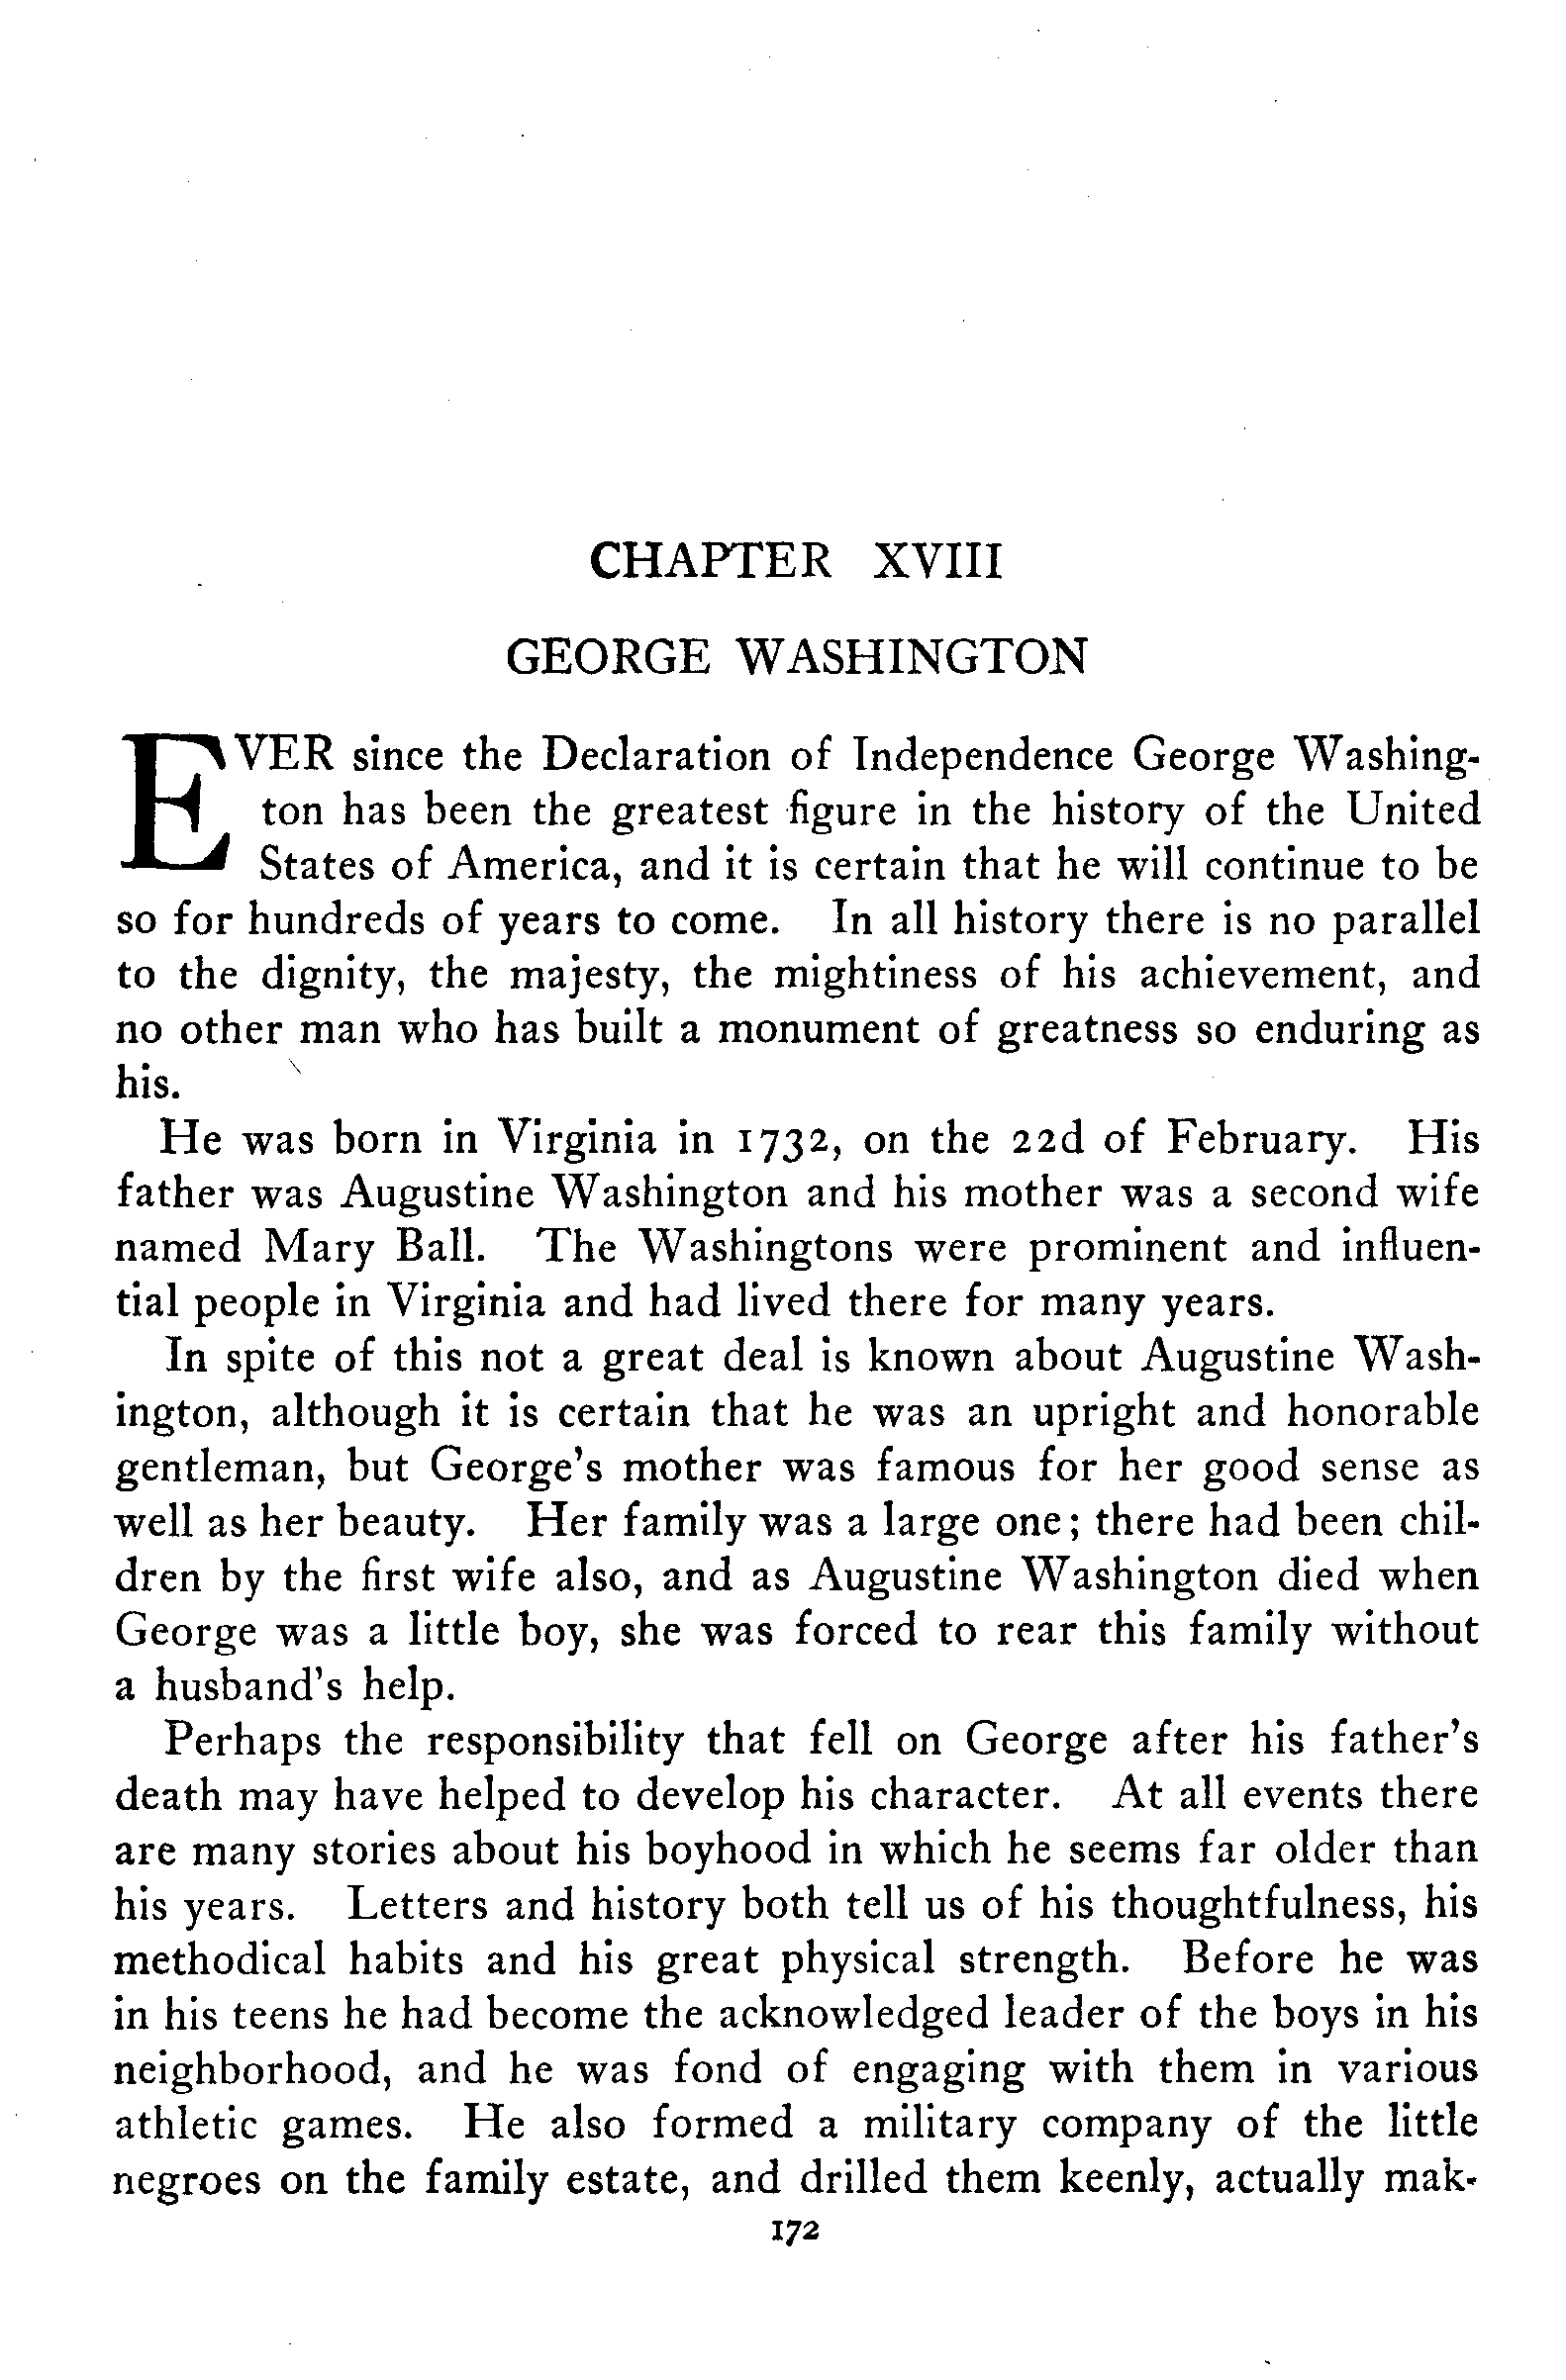 CHAPTER XVIII
GEORGE WASHINGTON
EVER since the Declaration of Independence George Washing-
ton has been the greatest figure in the history of the United
States of America, and it is certain that he will continue to be
so for hundreds of years to come. In all history there is no parallel
to the dignity, the majesty, the mightiness of his achievement, and
no other man who has built a monument of greatness so enduring as
his.
He was born in Virginia in 1732, on the 22d of February. His
father was Augustine Washington and his mother was a second wife
named Mary Ball. The Washingtons were prominent and influen-
tial people in Virginia and had lived there for many years.
In spite of this not a great deal is known about Augustine Wash-
ington, although it is certain that he was an upright and honorable
gentleman, but George's mother was famous for her good sense as
well as her beauty. Her family was a large one; there had been chil-
dren by the first wife also, and as Augustine Washington died when
George was a little boy, she was forced to rear this family without
a husband's help.
Perhaps the responsibility that fell on George after his father's
death may have helped to develop his character. At all events there
are many stories about his boyhood in which he seems far older than
his years. Letters and history both tell us of his thoughtfulness, his
methodical habits and his great physical strength. Before he was
in his teens he had become the acknowledged leader of the boys in his
neighborhood, and he was fond of engaging with them in various
athletic games. He also formed a military company of the little
negroes on the family estate, and drilled them keenly, actually mak-
172